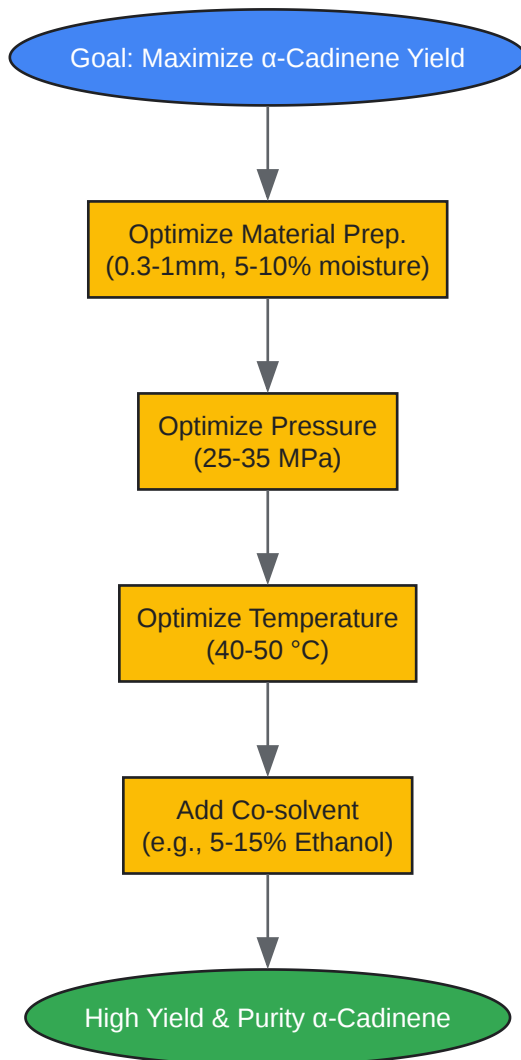 Goal: Maximize α-Cadinene Yield
Optimize Material Prep.
(0.3-1mm, 5-10% moisture)
Optimize Pressure
(25-35 MPa)
Optimize Temperature
(40-50 °C)
Add Co-solvent
(e.g., 5-15% Ethanol)
High Yield & Purity α-Cadinene